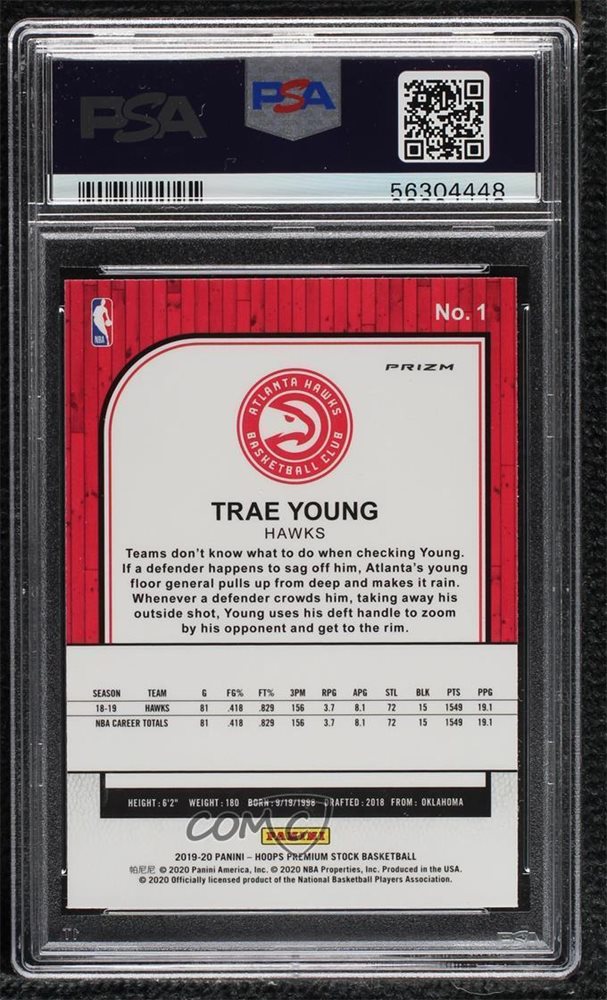 PSA PSA
56304448
No. 1
NBA
PRIZM
ATLANTA HAWKS
BASKETBALL CLUB
TRAE YOUNG
HAWKS
Teams don't know what to do when checking Young.
If a defender happens to sag off him, Atlanta's young
floor general pulls up from deep and makes it rain.
Whenever a defender crowds him, taking away his
outside shot, Young uses his deft handle to zoom
by his opponent and get to the rim.
SEASON TEAM G FG% FT% 3PM RPG APG STL BLK PTS PPG
18-19 HAWKS 81 .418 .829 156 3.7 8.1 72 15 1549 19.1
NBA CAREER TOTALS 81 .418 .829 156 3.7 8.1 72 15 1549 19.1
HEIGHT: 6'2" WEIGHT: 180 BORN: 9/19/1998 DRAFTED: 2018 FROM: OKLAHOMA
COMC
PANINI
2019-20 PANINI – HOOPS PREMIUM STOCK BASKETBALL
帕尼尼 © 2020 Panini America, Inc. © 2020 NBA Properties, Inc. Produced in the USA.
© 2020 Officially licensed product of the National Basketball Players Association.
PSA